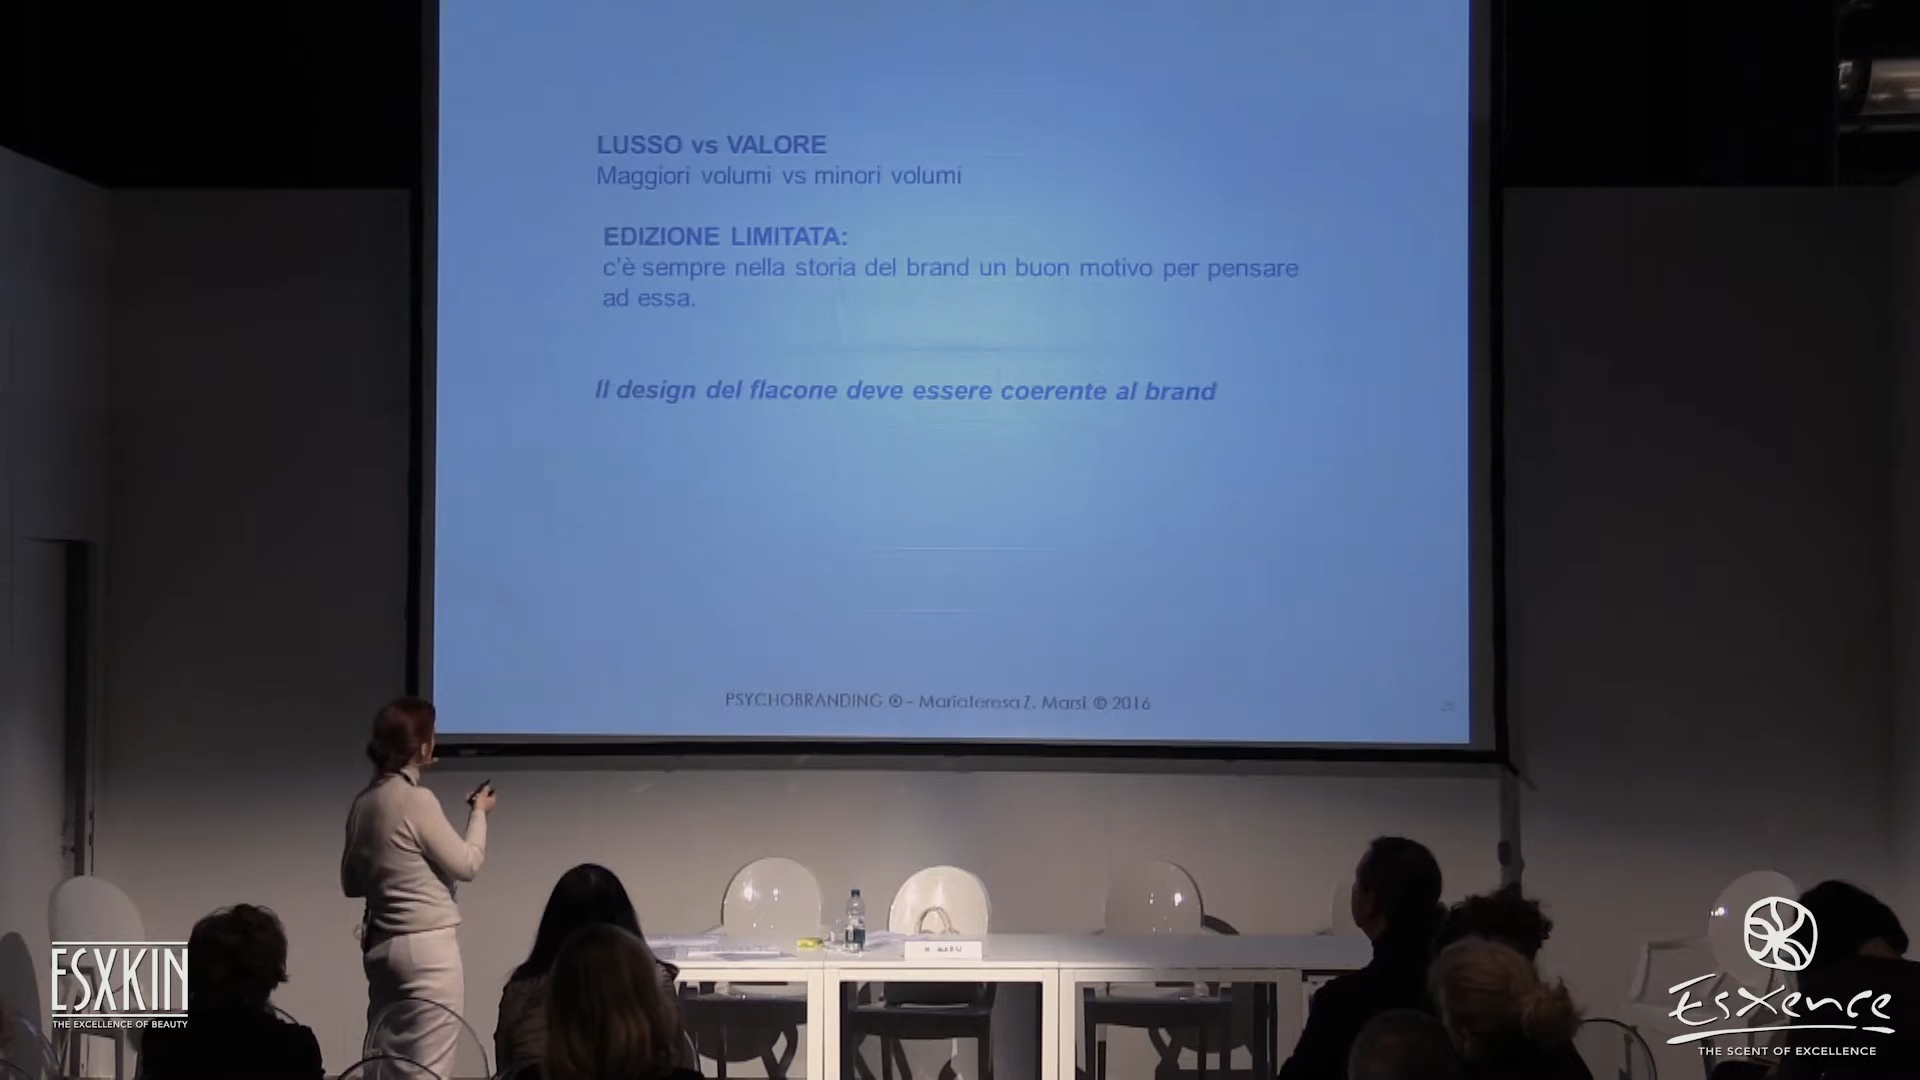 LUSSO vs VALORE
Maggiori volumi vs minori volumi
EDIZIONE LIMITATA:
c'è sempre nella storia del brand un buon motivo per pensare
ad essa.
Il design del flacone deve essere coerente al brand
PSYCHOBRANDING ® - Mariateresa Z. Marsi © 2016
ESXKIN
THE EXCELLENCE OF BEAUTY
Esxence
THE SCENT OF EXCELLENCE